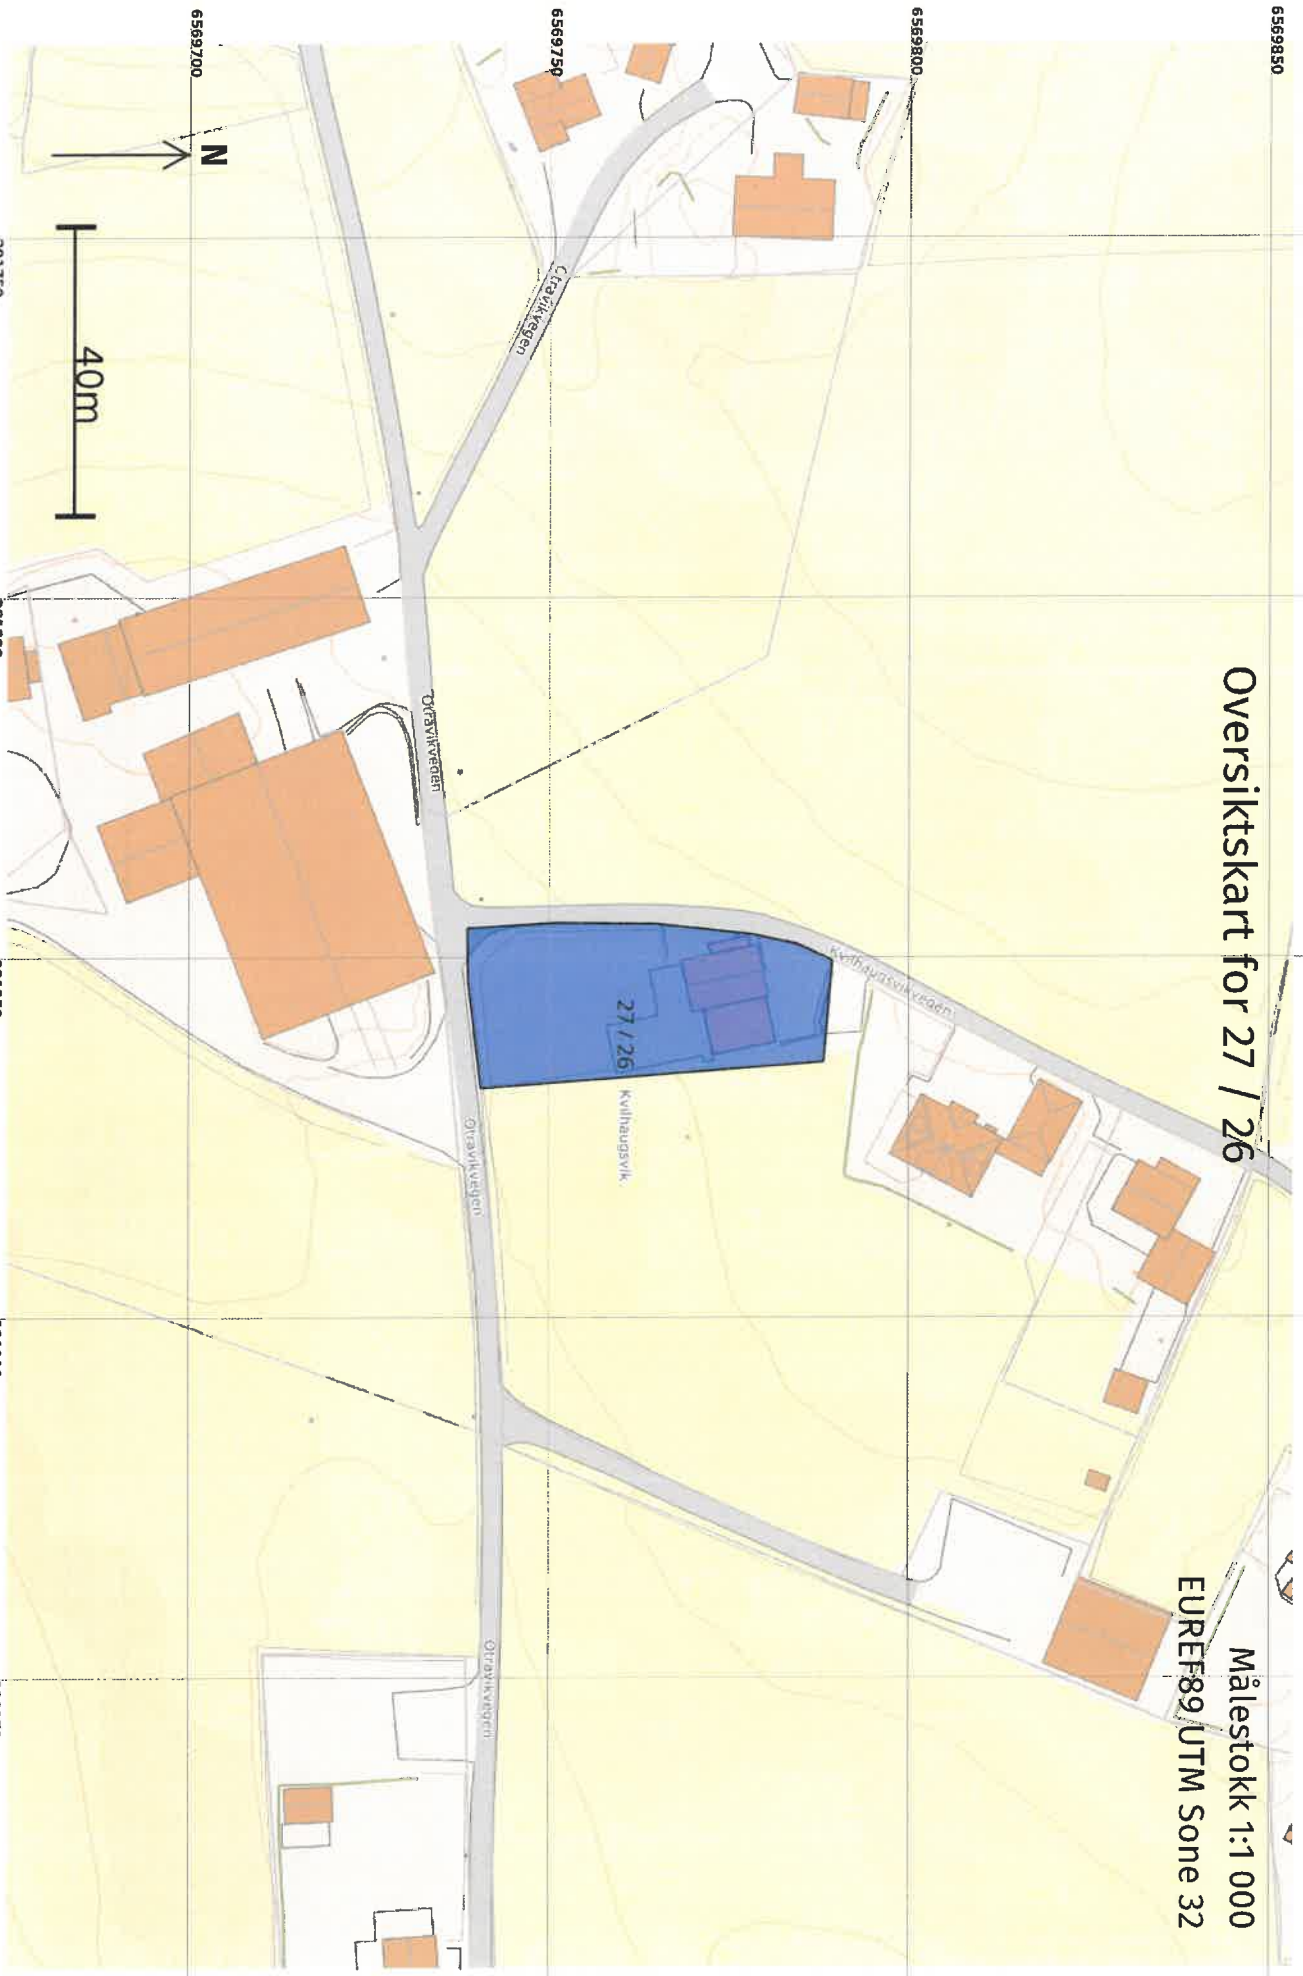 Oversiktskart for 27 / 26
Målestokk 1:1 000
EUREF89 UTM Sone 32
6569850
6569800
6569750
6569700
N
40m
Otravikvegen
Otravikvegen
Kvilhaugsvikvegen
27 / 26
Kvilhaugsvik
Otravikvegen
Otravikvegen